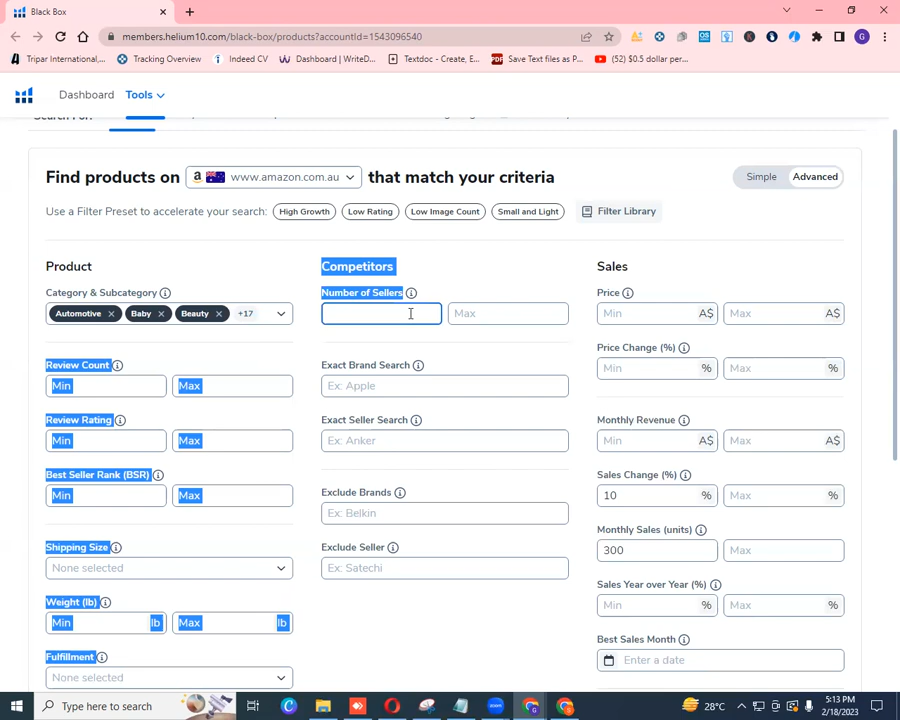 Black Box
members.helium10.com/black-box/products?accountId=1543096540
G
Tripar International,...
Tracking Overview
Indeed CV
Dashboard | WriteD...
Textdoc - Create, E...
Save Text files as P...
(52) $0.5 dollar per...
Dashboard
Tools
Search For:
Find products on
www.amazon.com.au
that match your criteria
Simple
Advanced
Use a Filter Preset to accelerate your search:
High Growth
Low Rating
Low Image Count
Small and Light
Filter Library
Product
Category & Subcategory
Automotive
Baby
Beauty
+17
Review Count
Min
Max
Review Rating
Min
Max
Best Seller Rank (BSR)
Min
Max
Shipping Size
None selected
Weight (lb)
Min
lb
Max
lb
Fulfillment
None selected
Competitors
Number of Sellers
Max
Exact Brand Search
Ex: Apple
Exact Seller Search
Ex: Anker
Exclude Brands
Ex: Belkin
Exclude Seller
Ex: Satechi
Sales
Price
Min
A$
Max
A$
Price Change (%)
Min
%
Max
%
Monthly Revenue
Min
A$
Max
A$
Sales Change (%)
10
%
Max
%
Monthly Sales (units)
300
Max
Sales Year over Year (%)
Min
%
Max
%
Best Sales Month
Enter a date
Type here to search
28°C
5:13 PM
2/18/2023